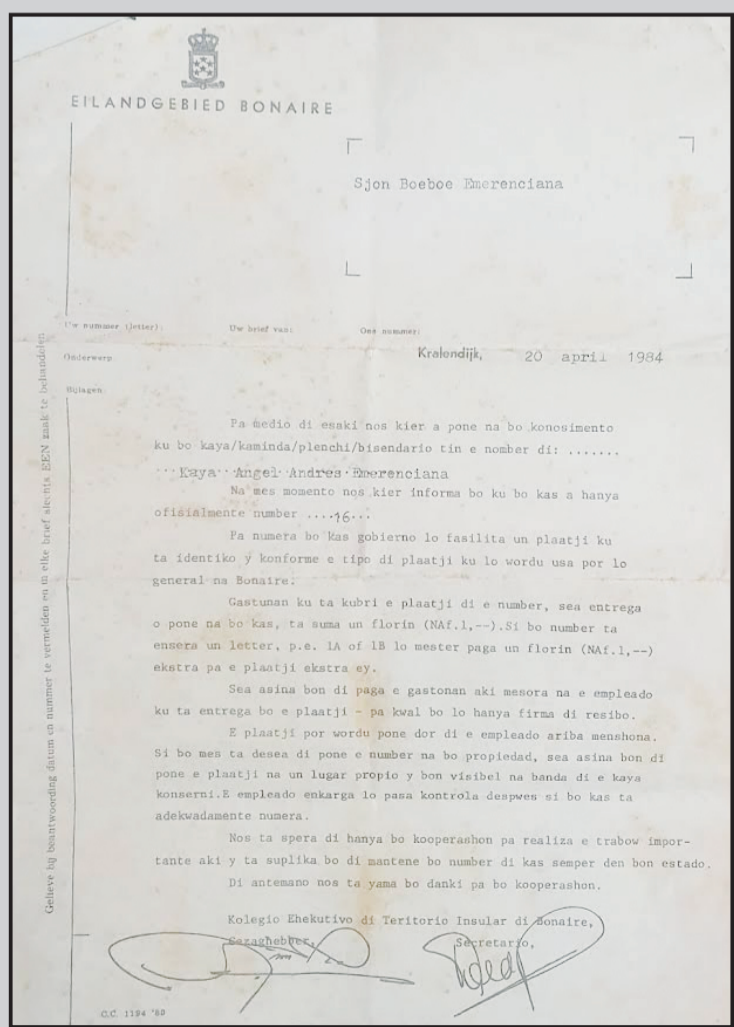 EILANDGEBIED BONAIRE
Sjon Boeboe Emerenciana
Uw nummer (letter):
Uw brief van:
Ons nummer:
Kralendijk, 20 april 1984
Onderwerp
Bijlagen
Gelieve bij beantwoording datum en nummer te vermelden en in elke brief slechts EEN zaak te behandelen
Pa medio di esaki nos kier a pone na bo konosimento
ku bo kaya/kaminda/plenchi/bisendario tin e nomber di: .......
...Kaya..Angel.Andres.Emerenciana
Na mes momento nos kier informa bo ku bo kas a hanya
ofisialmente number ....16...
Pa numera bo kas gobierno lo fasilita un plaatji ku
ta identiko y konforme e tipo di plaatji ku lo wordu usa por lo
general na Bonaire.
Gastunan ku ta kubri e plaatji di e number, sea entrega
o pone na bo kas, ta suma un florin (NAf.1,--).Si bo number ta
ensera un letter, p.e. 1A of 1B lo mester paga un florin (NAf.1,--)
ekstra pa e plaatji ekstra ey.
Sea asina bon di paga e gastonan aki mesora na e empleado
ku ta entrega bo e plaatji - pa kwal bo lo hanya firma di resibo.
E plaatji por wordu pone dor di e empleado ariba menshona.
Si bo mes ta desea di pone e number na bo propiedad, sea asina bon di
pone e plaatji na un lugar propio y bon visibel na banda di e kaya
konserni.E empleado enkarga lo pasa kontrola despwes si bo kas ta
adekwadamente numera.
Nos ta spera di hanya bo kooperashon pa realiza e trabow impor-
tante aki y ta suplika bo di mantene bo number di kas semper den bon estado.
Di antemano nos ta yama bo danki pa bo kooperashon.
Kolegio Ehekutivo di Teritorio Insular di Bonaire,
Gezaghebber,
Secretario,
C.C. 1194 '80